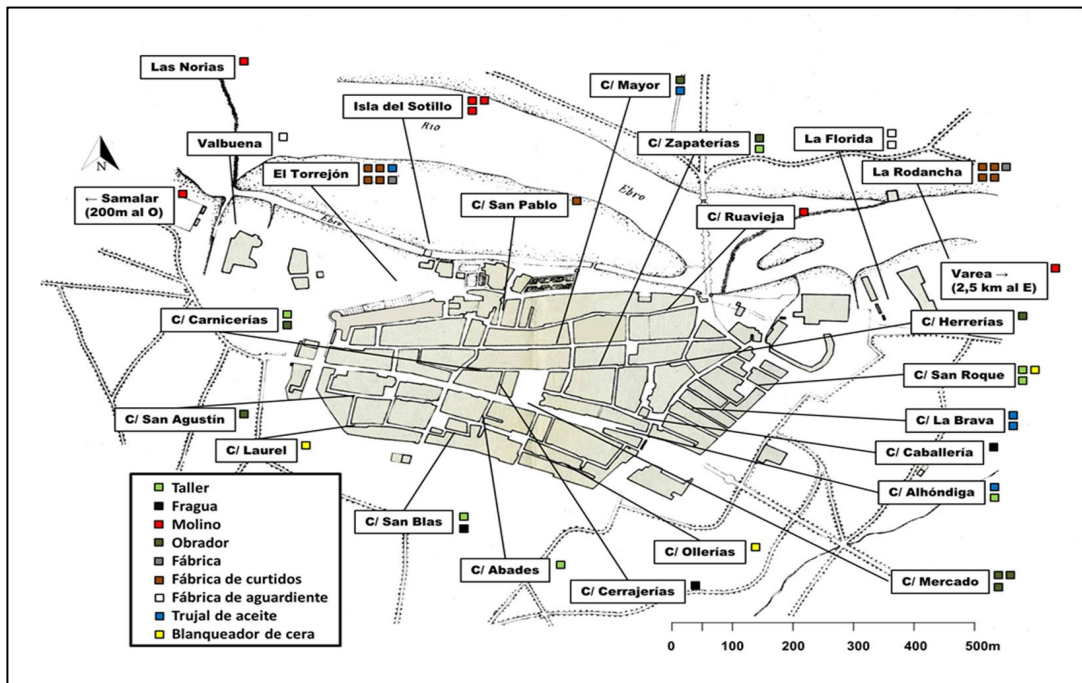 Las Norias
Isla del Sotillo
RIO
C/ Mayor
Valbuena
C/ Zapaterías
La Florida
N
El Torrejón
La Rodancha
Ebro
← Samalar
(200m al O)
C/ San Pablo
C/ Ruavieja
Ebro
Varea →
(2,5 km al E)
C/ Carnicerías
C/ Herrerías
C/ San Roque
C/ San Agustín
C/ La Brava
C/ Laurel
C/ Caballería
Taller
Fragua
Molino
Obrador
Fábrica
Fábrica de curtidos
Fábrica de aguardiente
Trujal de aceite
Blanqueador de cera
C/ Alhóndiga
C/ San Blas
C/ Ollerías
C/ Abades
C/ Cerrajerías
C/ Mercado
0 100 200 300 400 500m